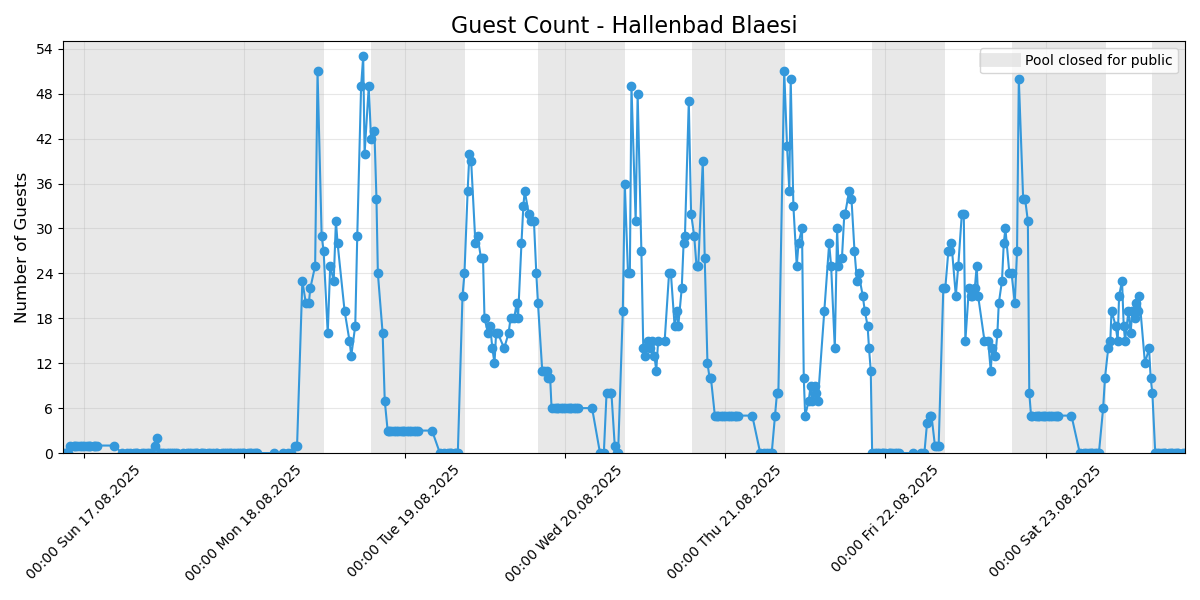 Guest Count - Hallenbad Blaesi
Pool closed for public
Number of Guests
54
48
42
36
30
24
18
12
6
0
00:00 Sun 17.08.2025
00:00 Mon 18.08.2025
00:00 Tue 19.08.2025
00:00 Wed 20.08.2025
00:00 Thu 21.08.2025
00:00 Fri 22.08.2025
00:00 Sat 23.08.2025